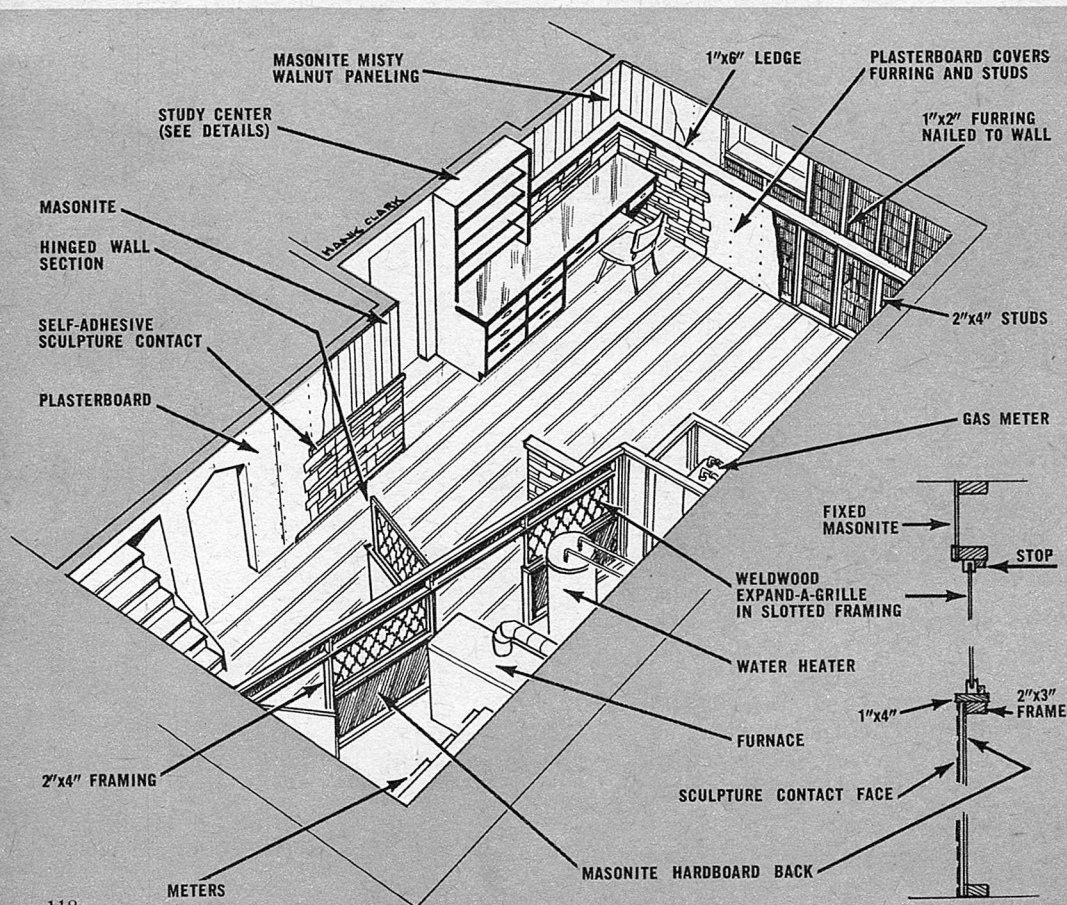 MASONITE MISTY
WALNUT PANELING
1"x6" LEDGE
PLASTERBOARD COVERS
FURRING AND STUDS
STUDY CENTER
(SEE DETAILS)
1"x2" FURRING
NAILED TO WALL
MASONITE
HANK CLARK
HINGED WALL
SECTION
SELF-ADHESIVE
SCULPTURE CONTACT
2"x4" STUDS
PLASTERBOARD
GAS METER
FIXED
MASONITE
STOP
WELDWOOD
EXPAND-A-GRILLE
IN SLOTTED FRAMING
WATER HEATER
2"x3"
FRAME
1"x4"
FURNACE
2"x4" FRAMING
SCULPTURE CONTACT FACE
MASONITE HARDBOARD BACK
METERS